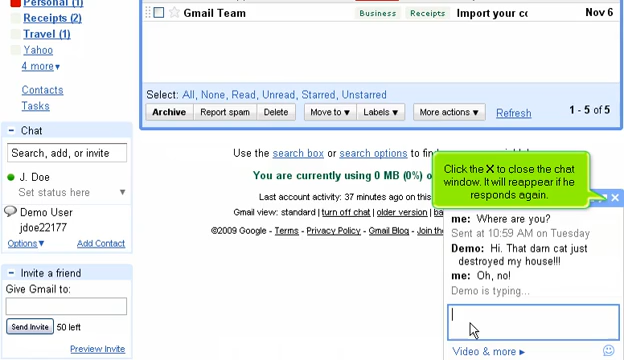 Personal (1)
Receipts (2)
Travel (1)
Yahoo
4 more▾
Contacts
Tasks
Gmail Team Business Receipts Import your co Nov 6
Select: All, None, Read, Unread, Starred, Unstarred
Archive Report spam Delete Move to ▾ Labels ▾ More actions ▾ Refresh 1 - 5 of 5
− Chat
Search, add, or invite
J. Doe
Set status here ▾
Demo User
jdoe22177
Options▾ Add Contact
− Invite a friend
Give Gmail to:
Send Invite 50 left
Preview Invite
Use the search box or search options to
You are currently using 0 MB (0%)
Last account activity: 37 minutes ago on this
Gmail view: standard | turn off chat | older version |
©2009 Google - Terms - Privacy Policy - Gmail Blog - Join the
Click the X to close the chat
window. It will reappear if he
responds again.
me: Where are you?
Sent at 10:59 AM on Tuesday
Demo: Hi. That darn cat just
destroyed my house!!!
me: Oh, no!
Demo is typing...
Video & more ▸